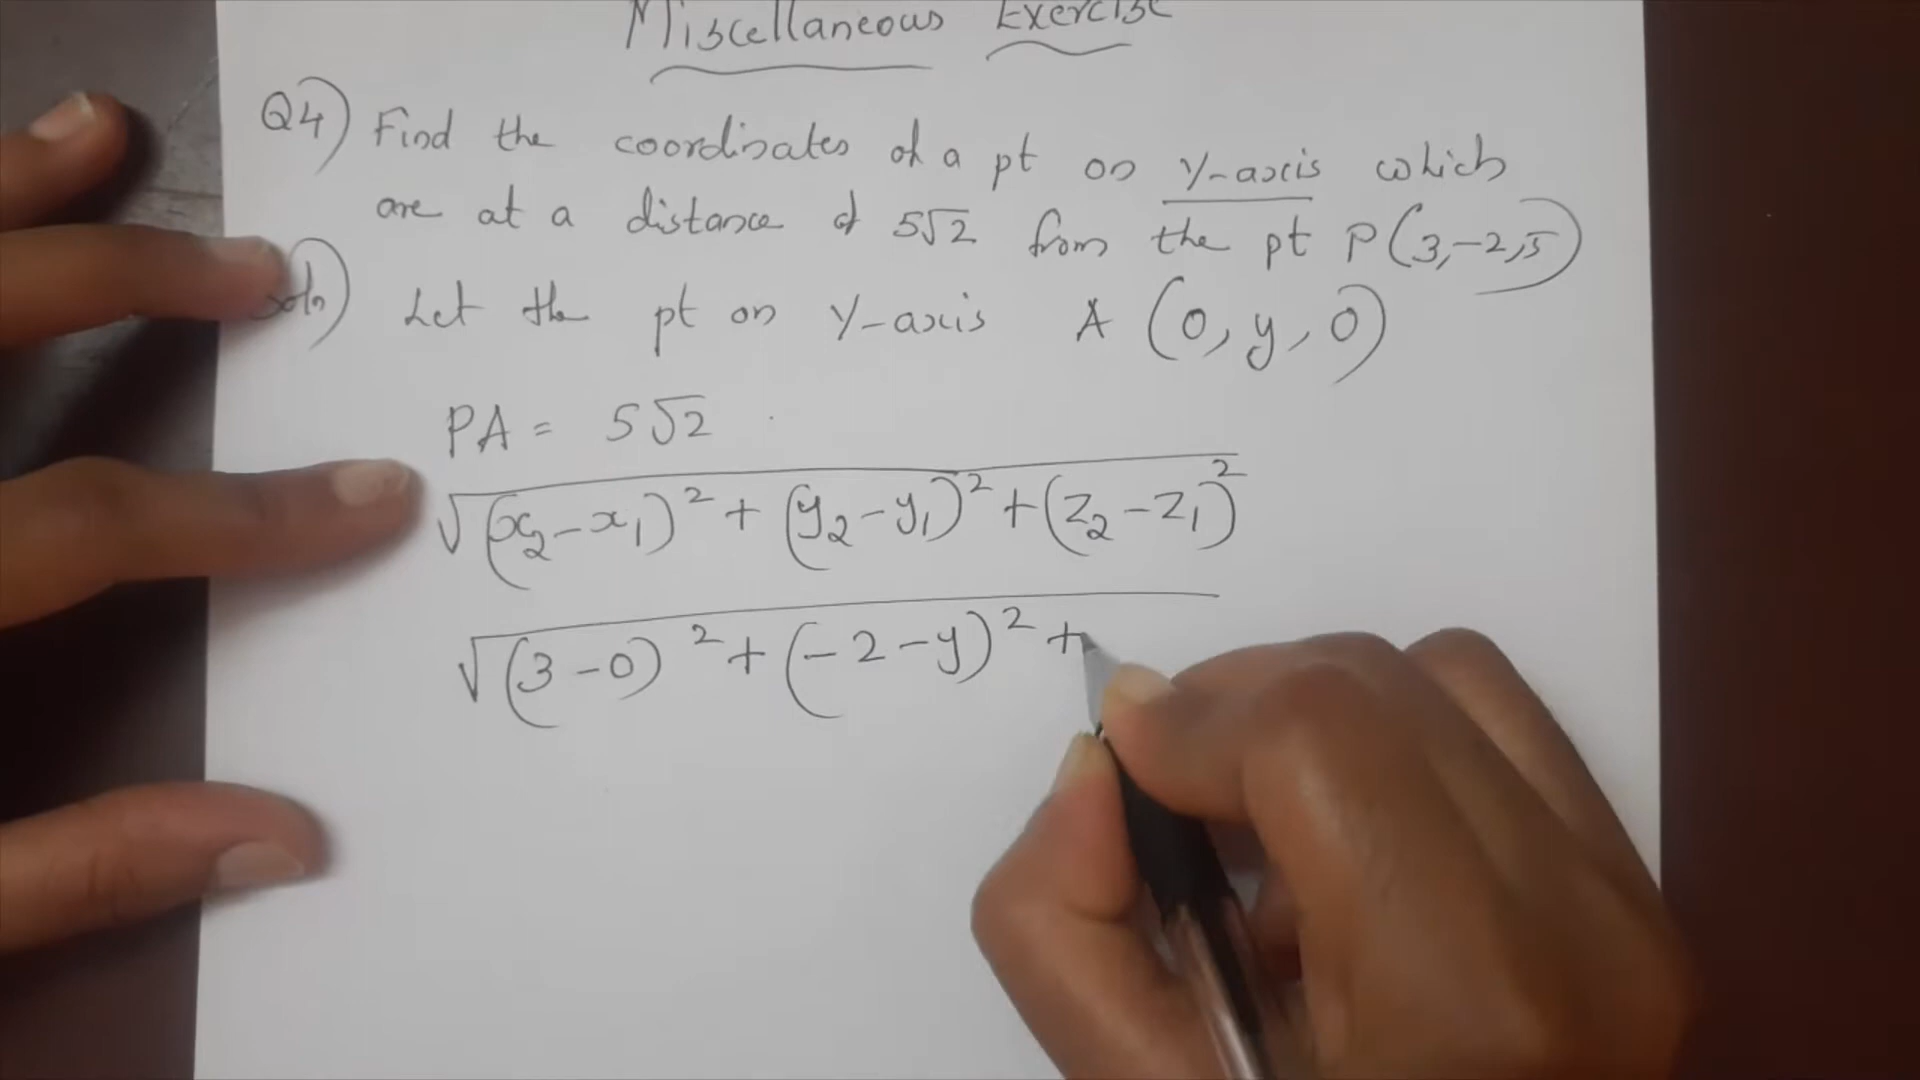 Miscellaneous Exercise
Q4) Find the coordinates of a pt on y-axis which
are at a distance of 5√2 from the pt P(3,-2,5)
Soln) Let the pt on y-axis A (0, y, 0)
PA = 5√2
√(x₂-x₁)² + (y₂-y₁)² + (z₂-z₁)²
√(3-0)² + (-2-y)² +